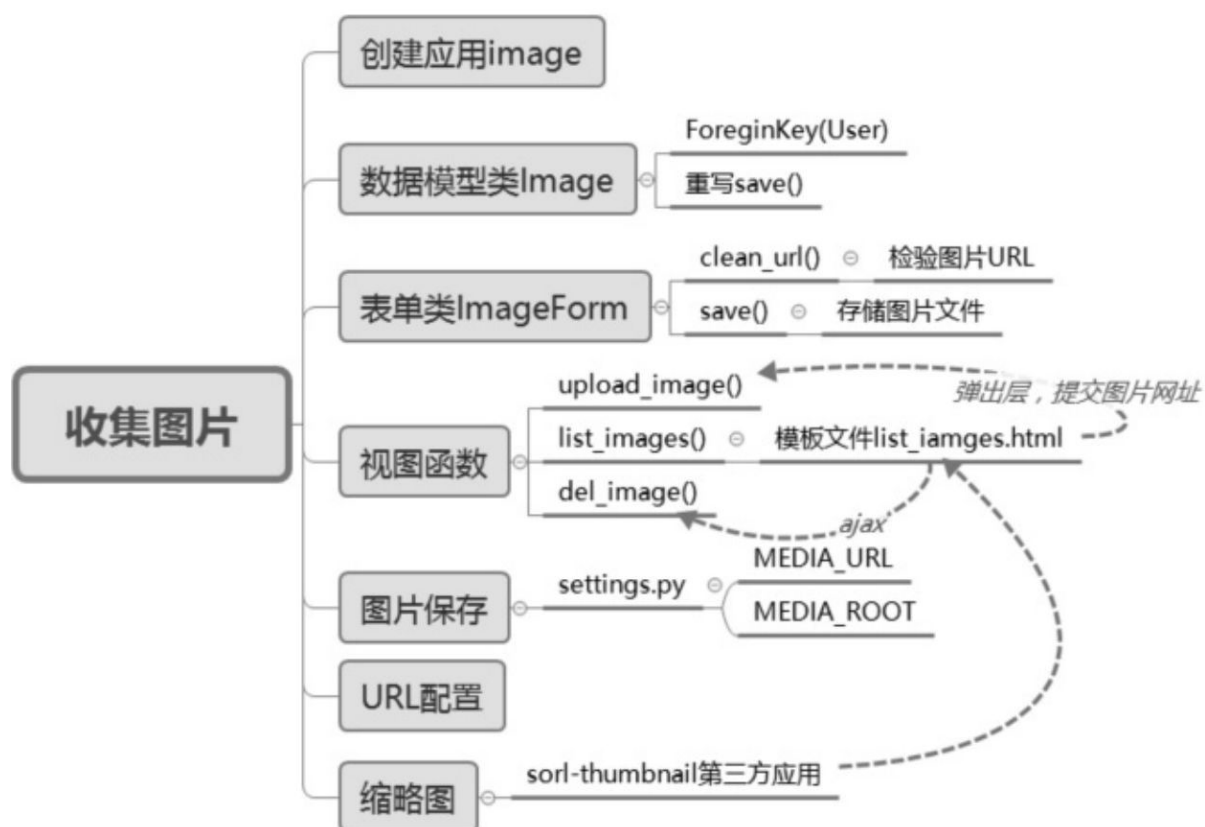 创建应用image
ForeginKey(User)
数据模型类Image
重写save()
clean_url()
检验图片URL
表单类ImageForm
save()
存储图片文件
收集图片
upload_image()
弹出层，提交图片网址
视图函数
list_images()
模板文件list_iamges.html
del_image()
ajax
图片保存
settings.py
MEDIA_URL
MEDIA_ROOT
URL配置
缩略图
sorl-thumbnail第三方应用